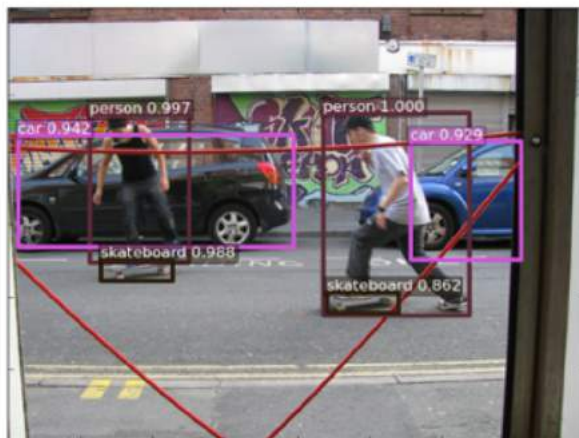 person 0.997
person 1.000
car 0.942
car 0.929
skateboard 0.988
skateboard 0.862